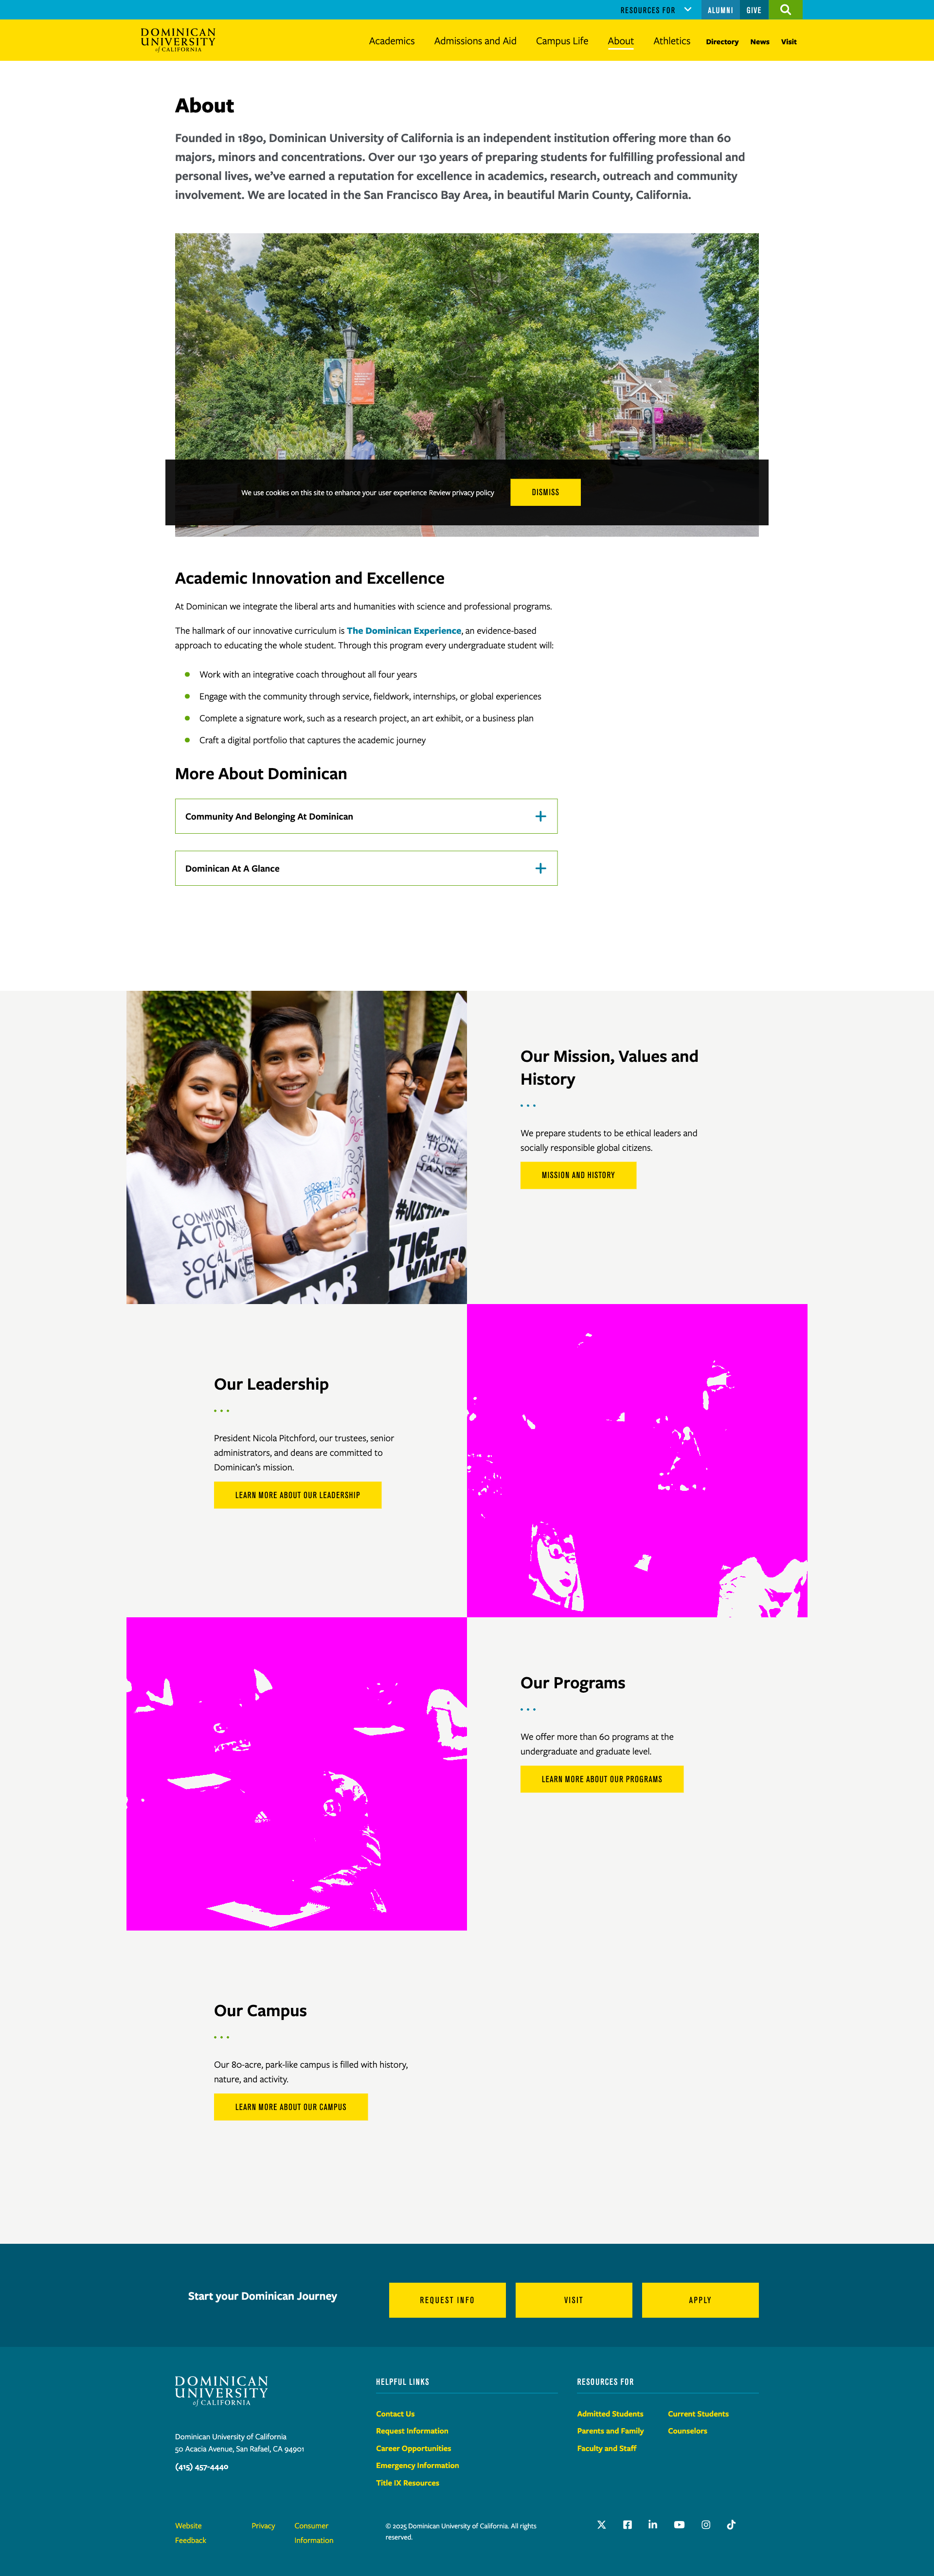 RESOURCES FOR
ALUMNI
GIVE
DOMINICAN
UNIVERSITY
of CALIFORNIA
Academics
Admissions and Aid
Campus Life
About
Athletics
Directory
News
Visit
About
Founded in 1890, Dominican University of California is an independent institution offering more than 60
majors, minors and concentrations. Over our 130 years of preparing students for fulfilling professional and
personal lives, we've earned a reputation for excellence in academics, research, outreach and community
involvement. We are located in the San Francisco Bay Area, in beautiful Marin County, California.
We use cookies on this site to enhance your user experience Review privacy policy
DISMISS
Academic Innovation and Excellence
At Dominican we integrate the liberal arts and humanities with science and professional programs.
The hallmark of our innovative curriculum is The Dominican Experience, an evidence-based
approach to educating the whole student. Through this program every undergraduate student will:
Work with an integrative coach throughout all four years
Engage with the community through service, fieldwork, internships, or global experiences
Complete a signature work, such as a research project, an art exhibit, or a business plan
Craft a digital portfolio that captures the academic journey
More About Dominican
Community And Belonging At Dominican
Dominican At A Glance
COMMUNITY
ACTION
SOCIAL
CHANGE
#JUSTICE
Our Mission, Values and
History
We prepare students to be ethical leaders and
socially responsible global citizens.
MISSION AND HISTORY
Our Leadership
President Nicola Pitchford, our trustees, senior
administrators, and deans are committed to
Dominican's mission.
LEARN MORE ABOUT OUR LEADERSHIP
Our Programs
We offer more than 60 programs at the
undergraduate and graduate level.
LEARN MORE ABOUT OUR PROGRAMS
Our Campus
Our 80-acre, park-like campus is filled with history,
nature, and activity.
LEARN MORE ABOUT OUR CAMPUS
Start your Dominican Journey
REQUEST INFO
VISIT
APPLY
DOMINICAN
UNIVERSITY
of CALIFORNIA
Dominican University of California
50 Acacia Avenue, San Rafael, CA 94901
(415) 457-4440
HELPFUL LINKS
Contact Us
Request Information
Career Opportunities
Emergency Information
Title IX Resources
RESOURCES FOR
Admitted Students
Parents and Family
Faculty and Staff
Current Students
Counselors
Website
Feedback
Privacy
Consumer
Information
© 2025 Dominican University of California. All rights
reserved.